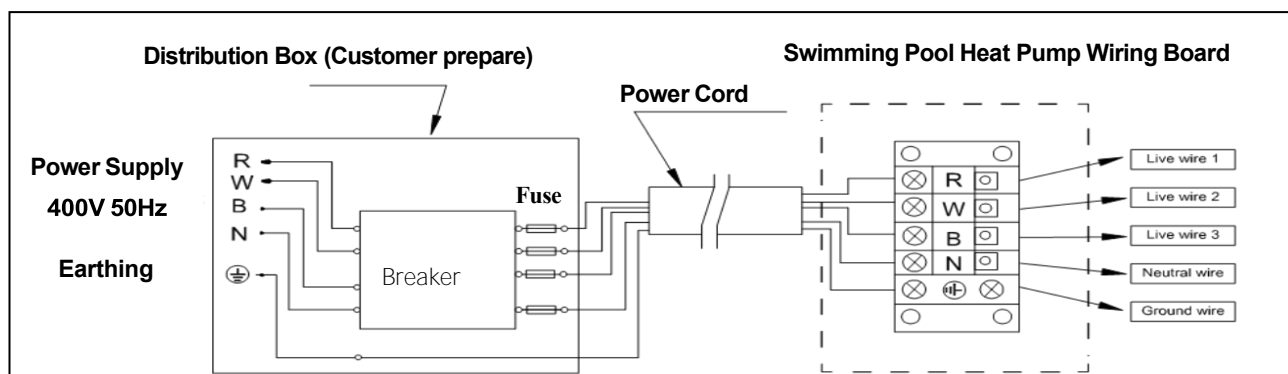 Distribution Box (Customer prepare)
Swimming Pool Heat Pump Wiring Board
Power Cord
Power Supply
400V 50Hz
Earthing
R
W
B
N
Fuse
Breaker
R
W
B
N
Live wire 1
Live wire 2
Live wire 3
Neutral wire
Ground wire